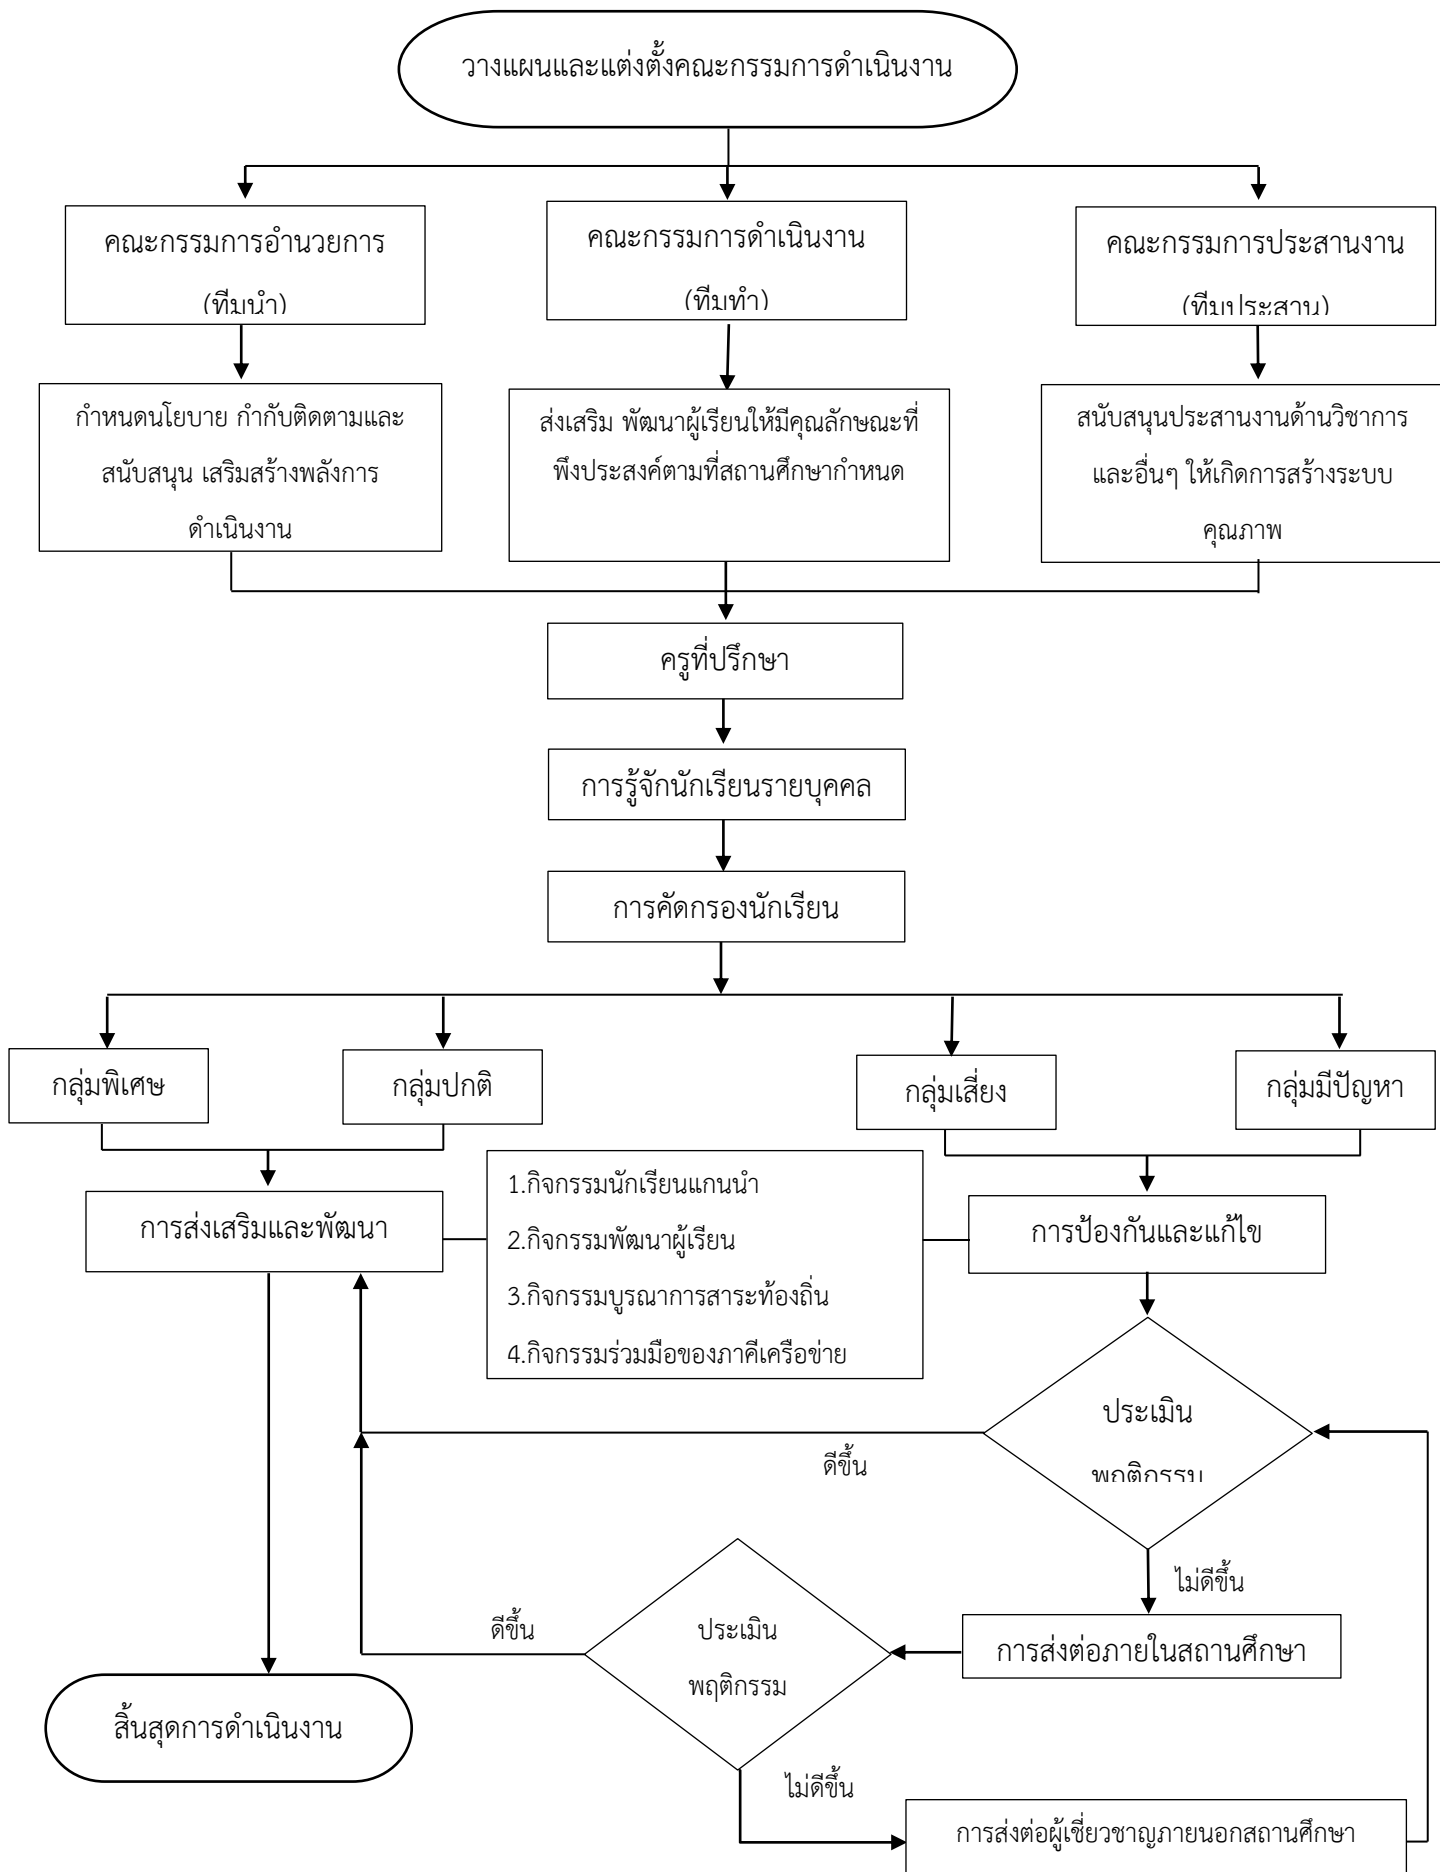 วางแผนและแต่งตั้งคณะกรรมการดำเนินงาน
คณะกรรมการอำนวยการ
(ทีมนำ)
คณะกรรมการดำเนินงาน
(ทีมทำ)
คณะกรรมการประสานงาน
(ทีมประสาน)
กำหนดนโยบาย กำกับติดตามและ
สนับสนุน เสริมสร้างพลังการ
ดำเนินงาน
ส่งเสริม พัฒนาผู้เรียนให้มีคุณลักษณะที่
พึงประสงค์ตามที่สถานศึกษากำหนด
สนับสนุนประสานงานด้านวิชาการ
และอื่นๆ ให้เกิดการสร้างระบบ
คุณภาพ
ครูที่ปรึกษา
การรู้จักนักเรียนรายบุคคล
การคัดกรองนักเรียน
กลุ่มพิเศษ
กลุ่มปกติ
กลุ่มเสี่ยง
กลุ่มมีปัญหา
การส่งเสริมและพัฒนา
1.กิจกรรมนักเรียนแกนนำ
2.กิจกรรมพัฒนาผู้เรียน
3.กิจกรรมบูรณาการสาระท้องถิ่น
4.กิจกรรมร่วมมือของภาคีเครือข่าย
การป้องกันและแก้ไข
ประเมิน
พฤติกรรม
ดีขึ้น
ไม่ดีขึ้น
การส่งต่อภายในสถานศึกษา
ประเมิน
พฤติกรรม
ดีขึ้น
ไม่ดีขึ้น
สิ้นสุดการดำเนินงาน
การส่งต่อผู้เชี่ยวชาญภายนอกสถานศึกษา